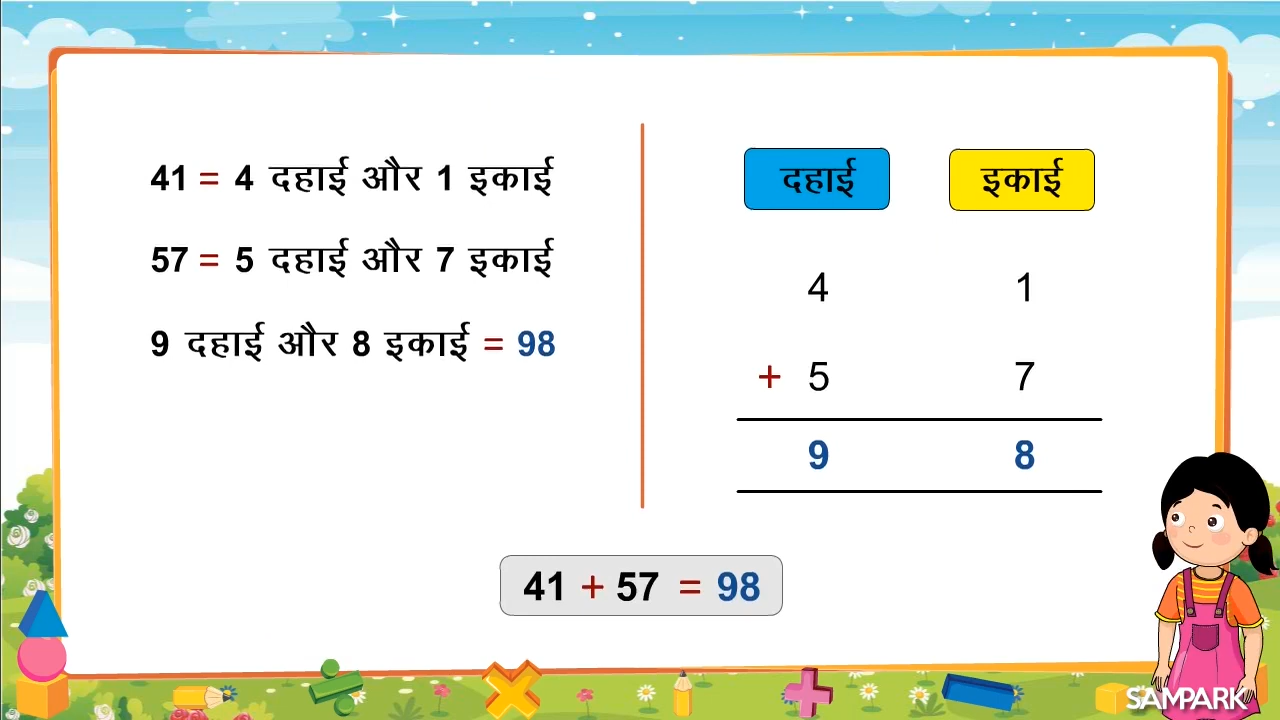 41 = 4 दहाई और 1 इकाई
57 = 5 दहाई और 7 इकाई
9 दहाई और 8 इकाई = 98
दहाई इकाई
4 1
+ 5 7
9 8
41 + 57 = 98
SAMPARK